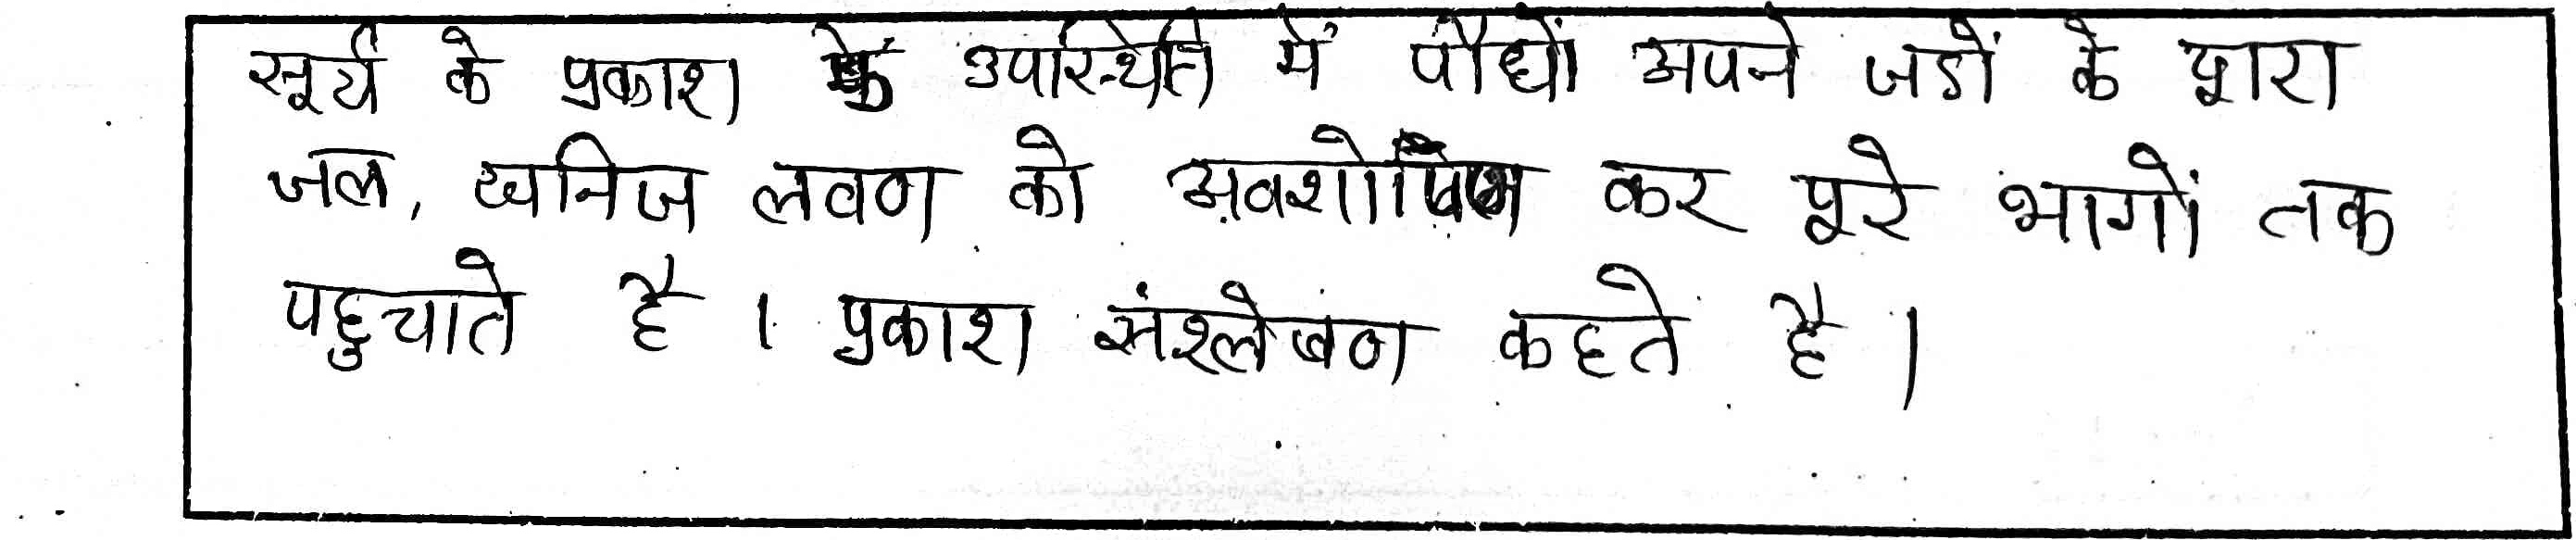 सूर्य के प्रकाश के उपस्थिति में पौधों अपने जडों के द्वारा
जल, खनिज लवण को अवशोषित कर पूरे भागों तक
पहुचाते है । प्रकाश संश्लेषण कहते है ।